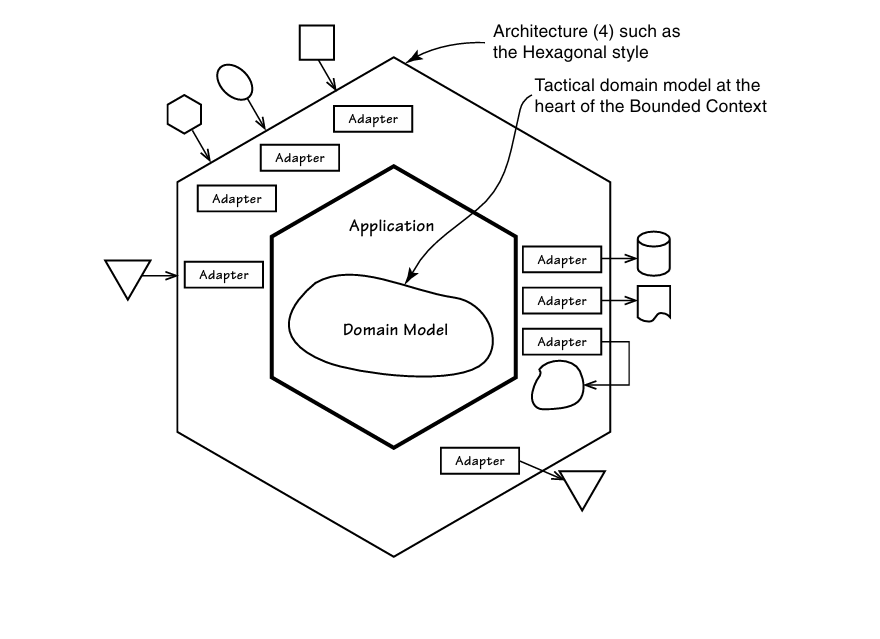 Architecture (4) such as
the Hexagonal style
Tactical domain model at the
heart of the Bounded Context
Adapter
Adapter
Adapter
Application
Adapter
Adapter
Adapter
Domain Model
Adapter
Adapter